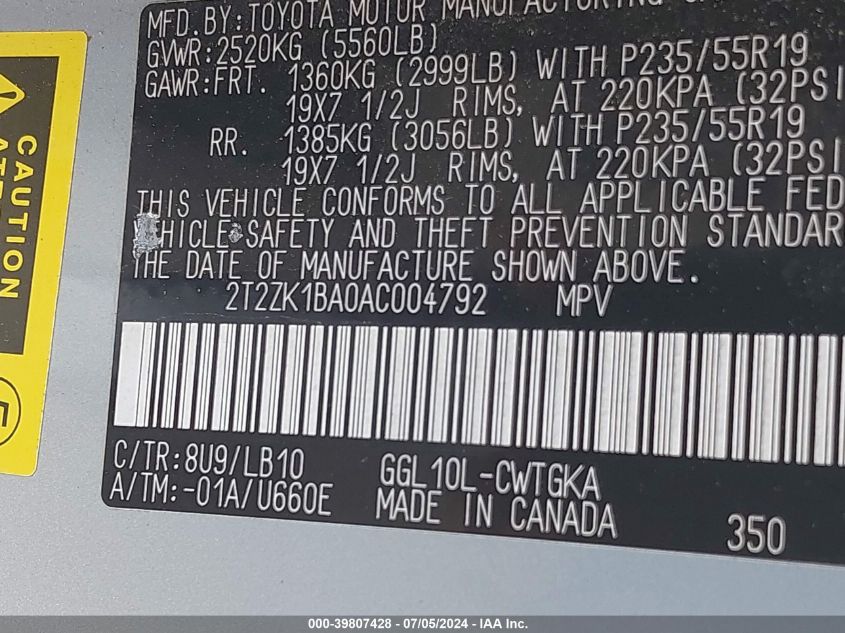 MFD.BY:TOYOTA MOTOR MANUFACTURING
GVWR:2520KG (5560LB)
GAWR:FRT. 1360KG (2999LB) WITH P235/55R19
19X7 1/2J RIMS, AT 220KPA (32PSI
RR. 1385KG (3056LB) WITH P235/55R19
19X7 1/2J RIMS, AT 220KPA (32PSI
THIS VEHICLE CONFORMS TO ALL APPLICABLE FED
VEHICLE SAFETY AND THEFT PREVENTION STANDAR
THE DATE OF MANUFACTURE SHOWN ABOVE.
2T2ZK1BA0AC004792 MPV
C/TR:8U9/LB10 GGL10L-CWTGKA
A/TM:-01A/U660E MADE IN CANADA 350
CAUTION
000-39807428 - 07/05/2024 - IAA Inc.